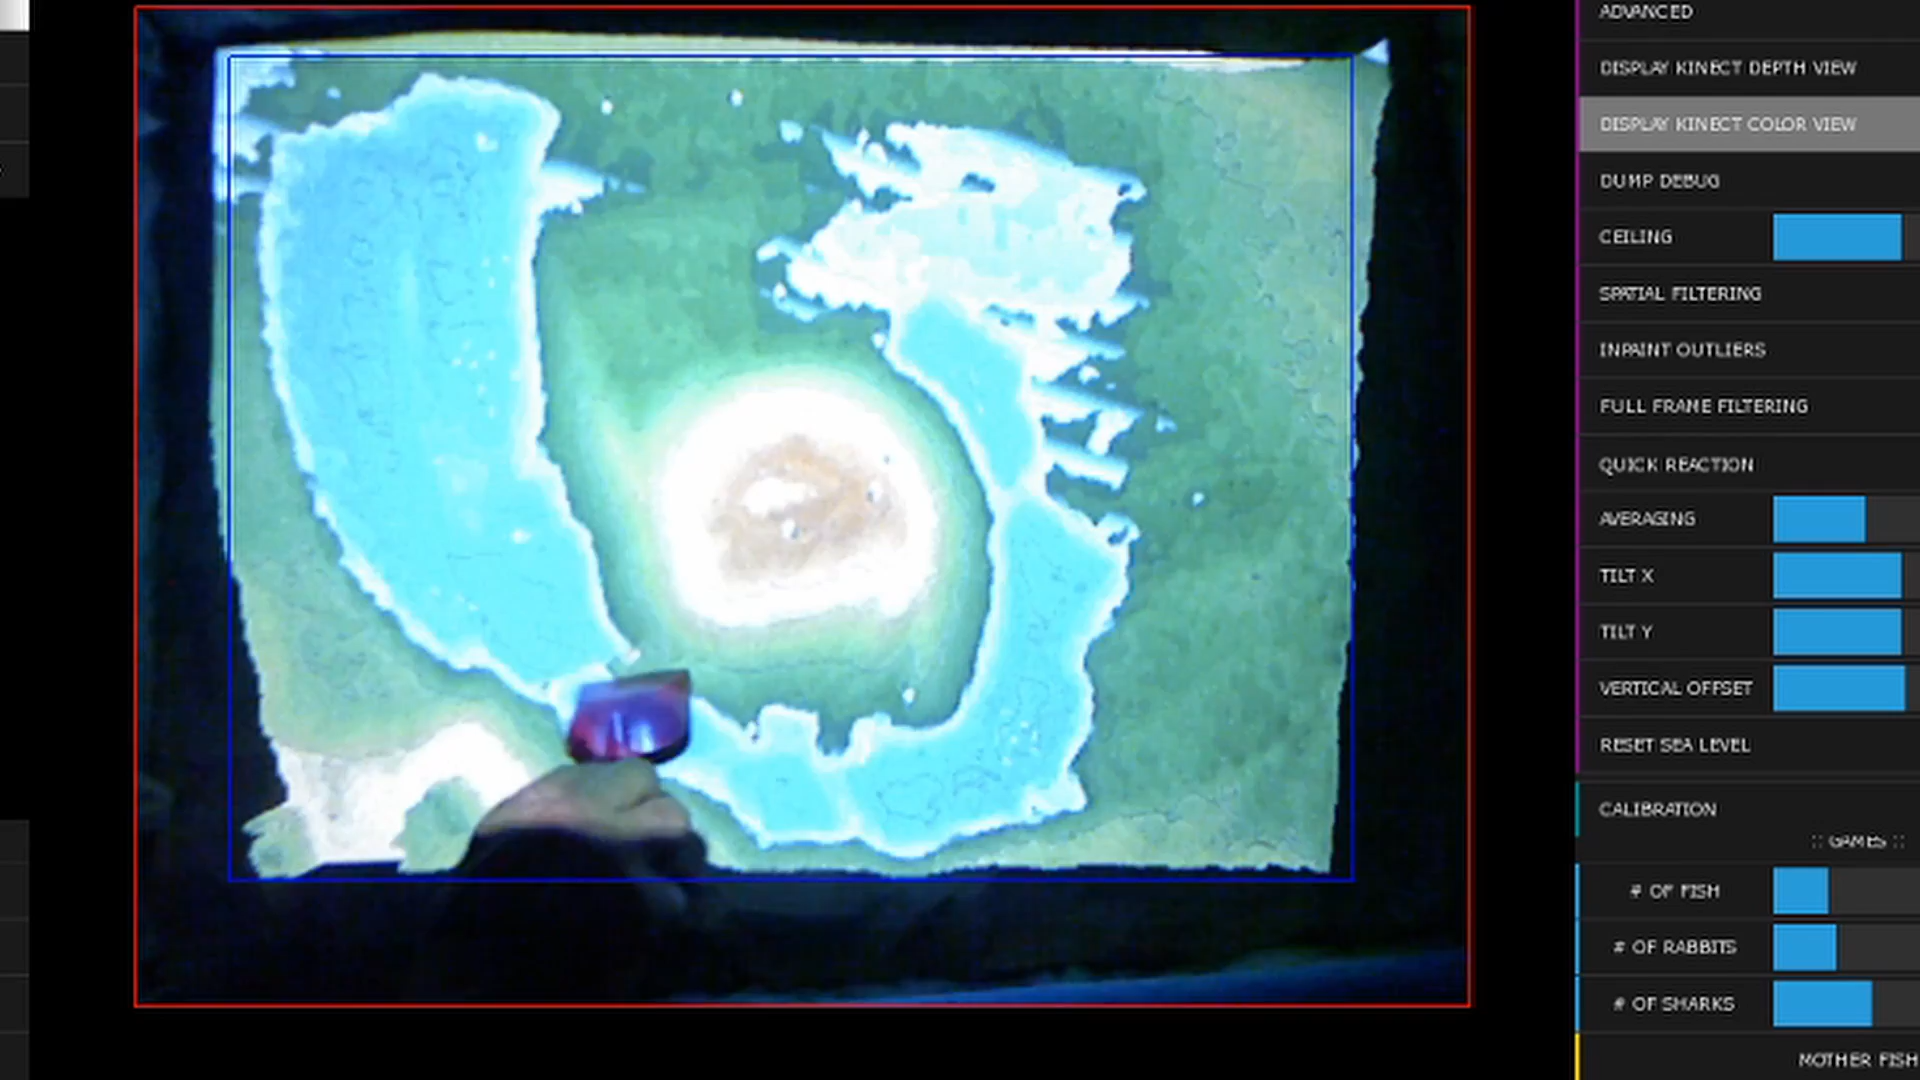 ADVANCED
DISPLAY KINECT DEPTH VIEW
DISPLAY KINECT COLOR VIEW
DUMP DEBUG
CEILING
SPATIAL FILTERING
INPAINT OUTLIERS
FULL FRAME FILTERING
QUICK REACTION
AVERAGING
TILT X
TILT Y
VERTICAL OFFSET
RESET SEA LEVEL
CALIBRATION
:: GAMES ::
# OF FISH
# OF RABBITS
# OF SHARKS
MOTHER FISH